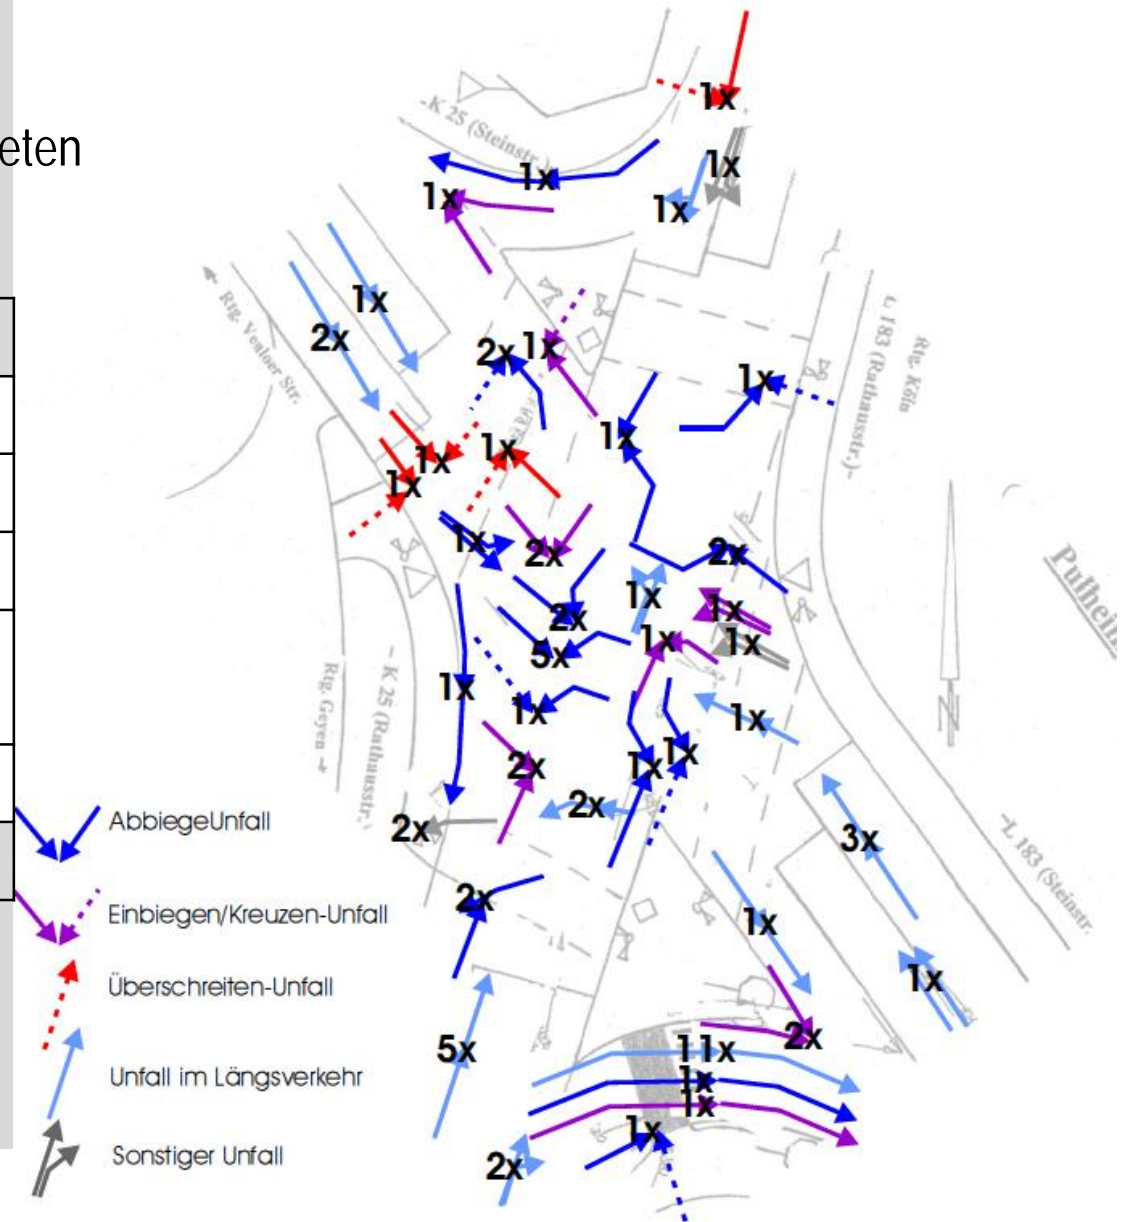 eten
1x
-K 25 (Steinstr.)-
1x
1x
1x
1x
1x
2x
Rtg. Venloer Str.
2x
1x
1x
L 183 (Rathausstr.)-
Rtg. Köln
1x
1x
1x
1x
1x
2x
2x
1x
1x
2x
1x
1x
5x
Pulheim
Rtg. Geyen
- K 25 (Rathausstr.)
1x
1x
1x
1x
1x
2x
2x
2x
3x
-L 183 (Steinstr.
AbbiegeUnfall
2x
Einbiegen/Kreuzen-Unfall
1x
1x
Überschreiten-Unfall
5x
2x
11x
1x
1x
Unfall im Längsverkehr
1x
Sonstiger Unfall
2x
N